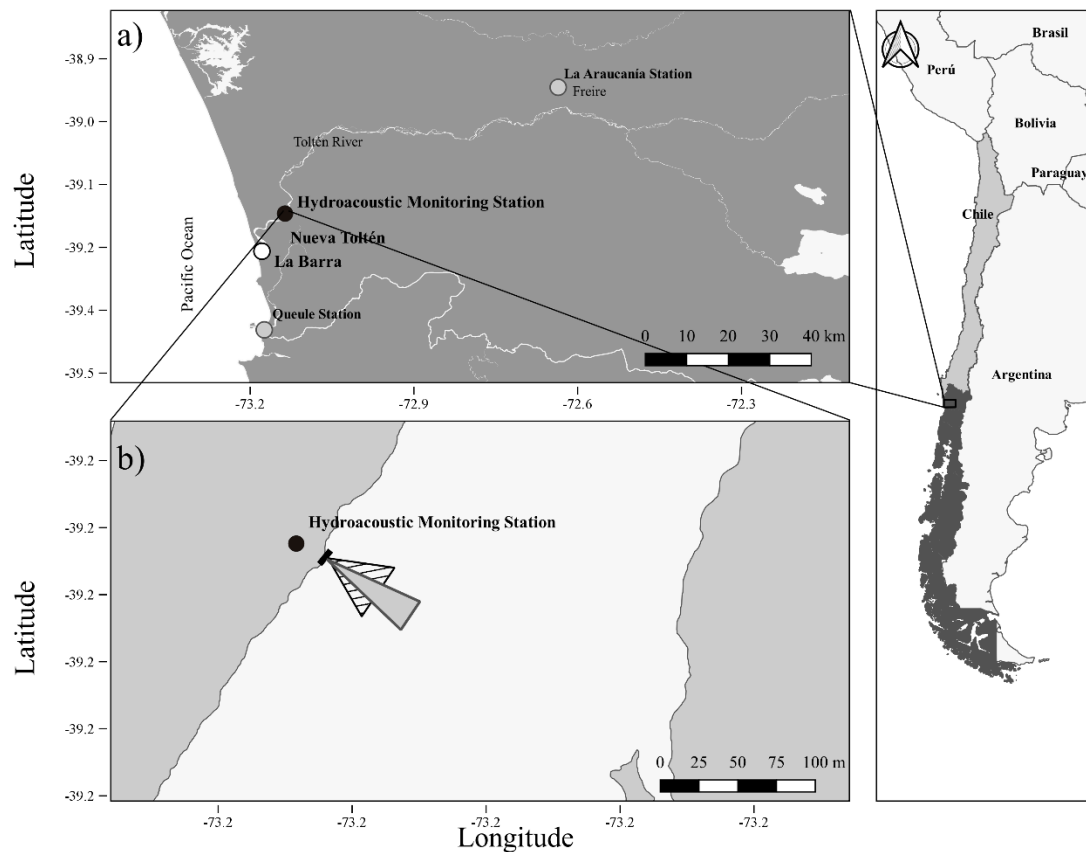 a)
Latitude
-38.9
-39.0
-39.1
-39.2
-39.4
-39.5
La Araucanía Station
Freire
Toltén River
Hydroacoustic Monitoring Station
Nueva Toltén
La Barra
Pacific Ocean
Queule Station
0 10 20 30 40 km
-73.2 -72.9 -72.6 -72.3
b)
Latitude
-39.2
-39.2
-39.2
-39.2
-39.2
-39.2
Hydroacoustic Monitoring Station
0 25 50 75 100 m
-73.2 -73.2 -73.2 -73.2 -73.2
Longitude
Brasil
Perú
Bolivia
Paraguay
Chile
Argentina